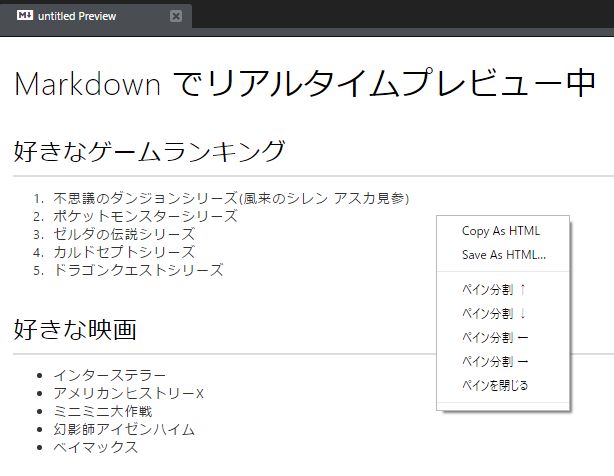 untitled Preview
Markdown でリアルタイムプレビュー中
好きなゲームランキング
1. 不思議のダンジョンシリーズ(風来のシレン アスカ見参)
2. ポケットモンスターシリーズ
3. ゼルダの伝説シリーズ
4. カルドセプトシリーズ
5. ドラゴンクエストシリーズ
好きな映画
• インターステラー
• アメリカンヒストリーX
• ミニミニ大作戦
• 幻影師アイゼンハイム
• ベイマックス
Copy As HTML
Save As HTML...
ペイン分割 ↑
ペイン分割 ↓
ペイン分割 ←
ペイン分割 →
ペインを閉じる